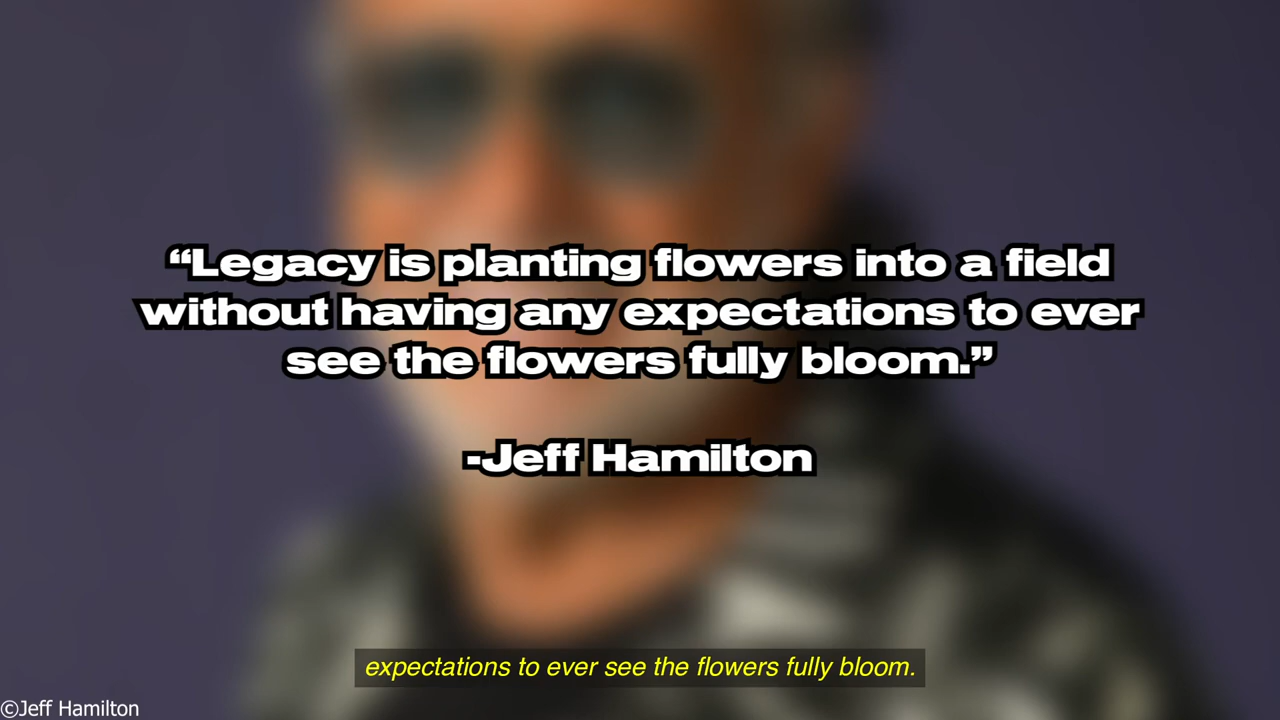 “Legacy is planting flowers into a field
without having any expectations to ever
see the flowers fully bloom.”
-Jeff Hamilton
expectations to ever see the flowers fully bloom.
©Jeff Hamilton